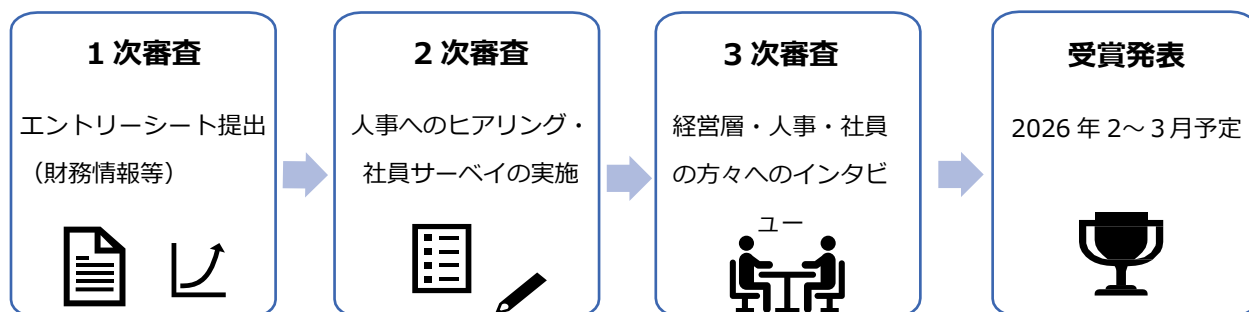 1次審査
エントリーシート提出
（財務情報等）
2次審査
人事へのヒアリング・
社員サーベイの実施
3次審査
経営層・人事・社員
の方々へのインタビ
ュー
受賞発表
2026年2～3月予定